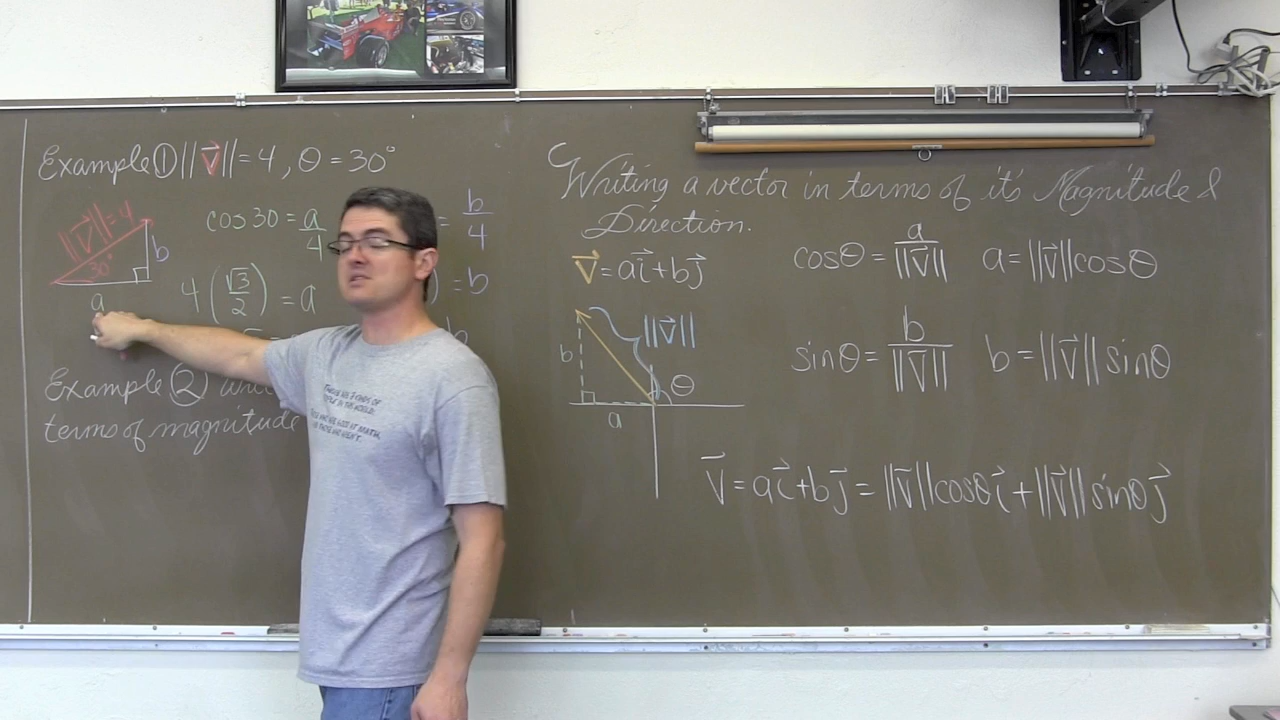 Example ① ||v⃗|| = 4, θ = 30°
||v⃗|| = 4
30°
b
a
cos 30 = a/4
= b/4
4(√3/2) = a
) = b
b
Example ②
terms of magnitude
Writing a vector in terms of it's Magnitude &
Direction.
v⃗ = ai⃗ + bj⃗
cosθ = a/||v⃗||
a = ||v⃗|| cosθ
||v⃗||
b
θ
a
sinθ = b/||v⃗||
b = ||v⃗|| sinθ
v⃗ = ai⃗ + bj⃗ = ||v⃗|| cosθ i⃗ + ||v⃗|| sinθ j⃗